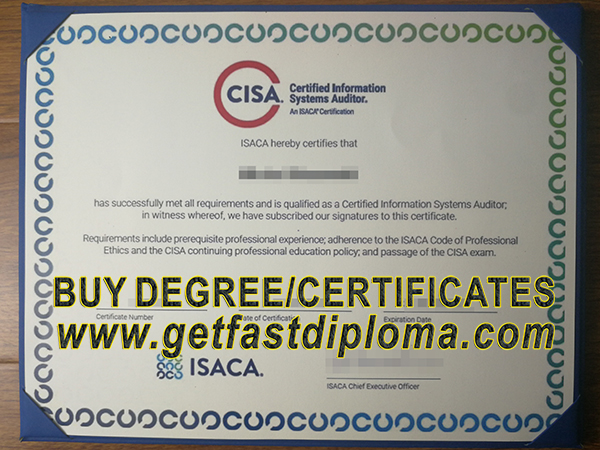 CISA® Certified Information
Systems Auditor.
An ISACA® Certification
ISACA hereby certifies that
has successfully met all requirements and is qualified as a Certified Information Systems Auditor;
in witness whereof, we have subscribed our signatures to this certificate.
Requirements include prerequisite professional experience; adherence to the ISACA Code of Professional
Ethics and the CISA continuing professional education policy; and passage of the CISA exam.
BUY DEGREE/CERTIFICATES
Certificate Number Date of Certification Expiration Date
www.getfastdiploma.com
ISACA.
ISACA Chief Executive Officer